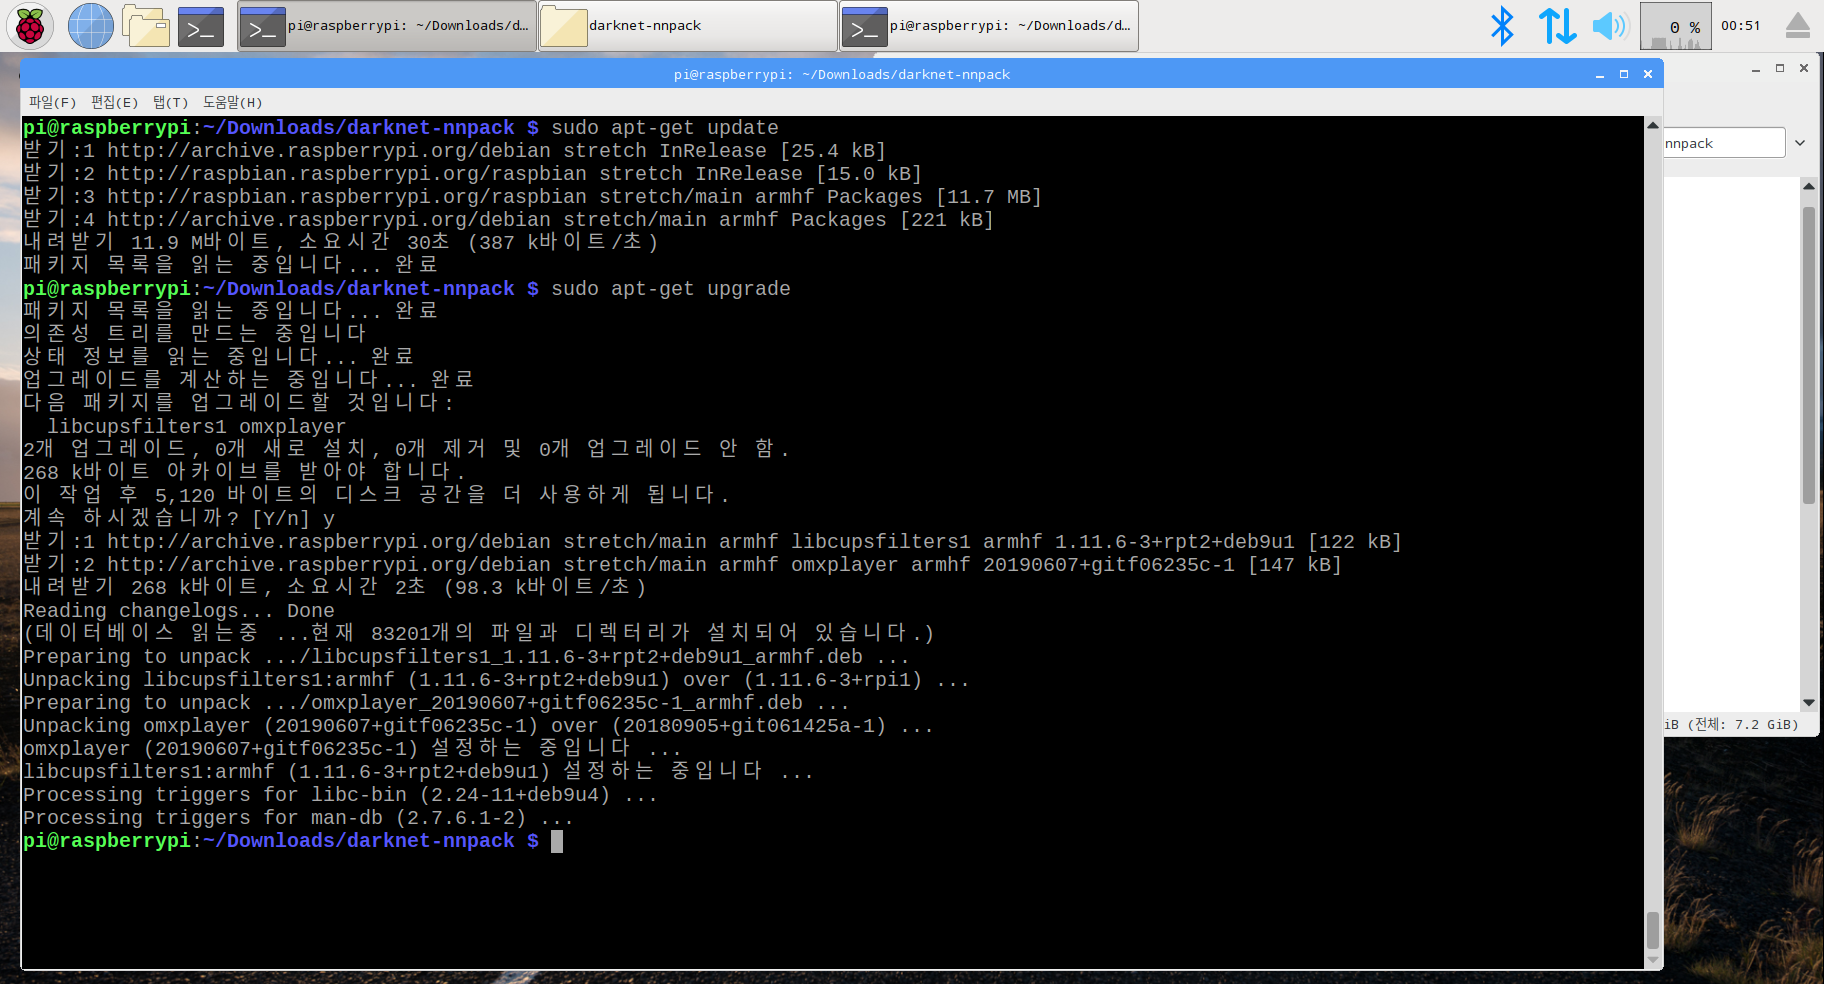 pi@raspberrypi: ~/Downloads/d...
darknet-nnpack
pi@raspberrypi: ~/Downloads/d...
0 %
00:51
pi@raspberrypi: ~/Downloads/darknet-nnpack
파일(F) 편집(E) 탭(T) 도움말(H)
pi@raspberrypi:~/Downloads/darknet-nnpack $ sudo apt-get update
받기:1 http://archive.raspberrypi.org/debian stretch InRelease [25.4 kB]
받기:2 http://raspbian.raspberrypi.org/raspbian stretch InRelease [15.0 kB]
받기:3 http://raspbian.raspberrypi.org/raspbian stretch/main armhf Packages [11.7 MB]
받기:4 http://archive.raspberrypi.org/debian stretch/main armhf Packages [221 kB]
내려받기 11.9 M바이트, 소요시간 30초 (387 k바이트/초)
패키지 목록을 읽는 중입니다... 완료
pi@raspberrypi:~/Downloads/darknet-nnpack $ sudo apt-get upgrade
패키지 목록을 읽는 중입니다... 완료
의존성 트리를 만드는 중입니다
상태 정보를 읽는 중입니다... 완료
업그레이드를 계산하는 중입니다... 완료
다음 패키지를 업그레이드할 것입니다:
libcupsfilters1 omxplayer
2개 업그레이드, 0개 새로 설치, 0개 제거 및 0개 업그레이드 안 함.
268 k바이트 아카이브를 받아야 합니다.
이 작업 후 5,120 바이트의 디스크 공간을 더 사용하게 됩니다.
계속 하시겠습니까? [Y/n] y
받기:1 http://archive.raspberrypi.org/debian stretch/main armhf libcupsfilters1 armhf 1.11.6-3+rpt2+deb9u1 [122 kB]
받기:2 http://archive.raspberrypi.org/debian stretch/main armhf omxplayer armhf 20190607+gitf06235c-1 [147 kB]
내려받기 268 k바이트, 소요시간 2초 (98.3 k바이트/초)
Reading changelogs... Done
(데이터베이스 읽는중 ...현재 83201개의 파일과 디렉터리가 설치되어 있습니다.)
Preparing to unpack .../libcupsfilters1_1.11.6-3+rpt2+deb9u1_armhf.deb ...
Unpacking libcupsfilters1:armhf (1.11.6-3+rpt2+deb9u1) over (1.11.6-3+rpi1) ...
Preparing to unpack .../omxplayer_20190607+gitf06235c-1_armhf.deb ...
Unpacking omxplayer (20190607+gitf06235c-1) over (20180905+git061425a-1) ...
omxplayer (20190607+gitf06235c-1) 설정하는 중입니다 ...
libcupsfilters1:armhf (1.11.6-3+rpt2+deb9u1) 설정하는 중입니다 ...
Processing triggers for libc-bin (2.24-11+deb9u4) ...
Processing triggers for man-db (2.7.6.1-2) ...
pi@raspberrypi:~/Downloads/darknet-nnpack $
nnpack
iB (전체: 7.2 GiB)